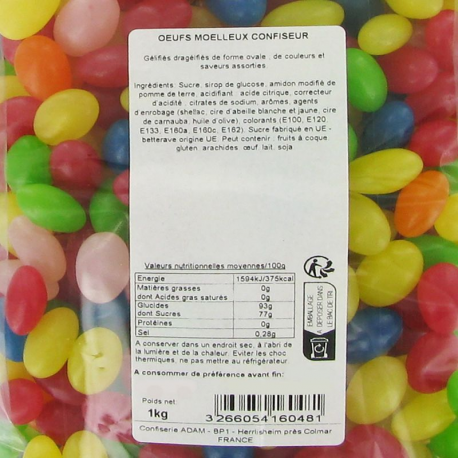 OEUFS MOELLEUX CONFISEUR
Gélifiés dragéifiés de forme ovale , de couleurs et
saveurs assorties.
Ingrédients: Sucre, sirop de glucose, amidon modifié de
pomme de terre, acidifiant : acide citrique, correcteur
d'acidité : citrates de sodium, arômes, agents
d'enrobage (shellac, cire d'abeille blanche et jaune, cire
de carnauba, huile d'olive), colorants (E100, E120,
E133, E160a, E160c, E162). Sucre fabriqué en UE -
betterave origine UE. Peut contenir : fruits à coque,
gluten, arachides, œuf, lait, soja.
Valeurs nutritionnelles moyennes/100g
Energie 1594kJ/375kcal
Matières grasses 0g
dont Acides gras saturés 0g
Glucides 93g
dont Sucres 77g
Protéines 0g
Sel 0,28g
EMBALLAGE
À DÉPOSER DANS
LE BAC DE TRI
A conserver dans un endroit sec, à l'abri de
la lumière et de la chaleur. Eviter les choc
thermiques, ne pas mettre au réfrigérateur.
A consommer de préférence avant fin:
Poids net:
1kg
3266054160481
Confiserie ADAM - BP1 - Herrlisheim près Colmar
FRANCE